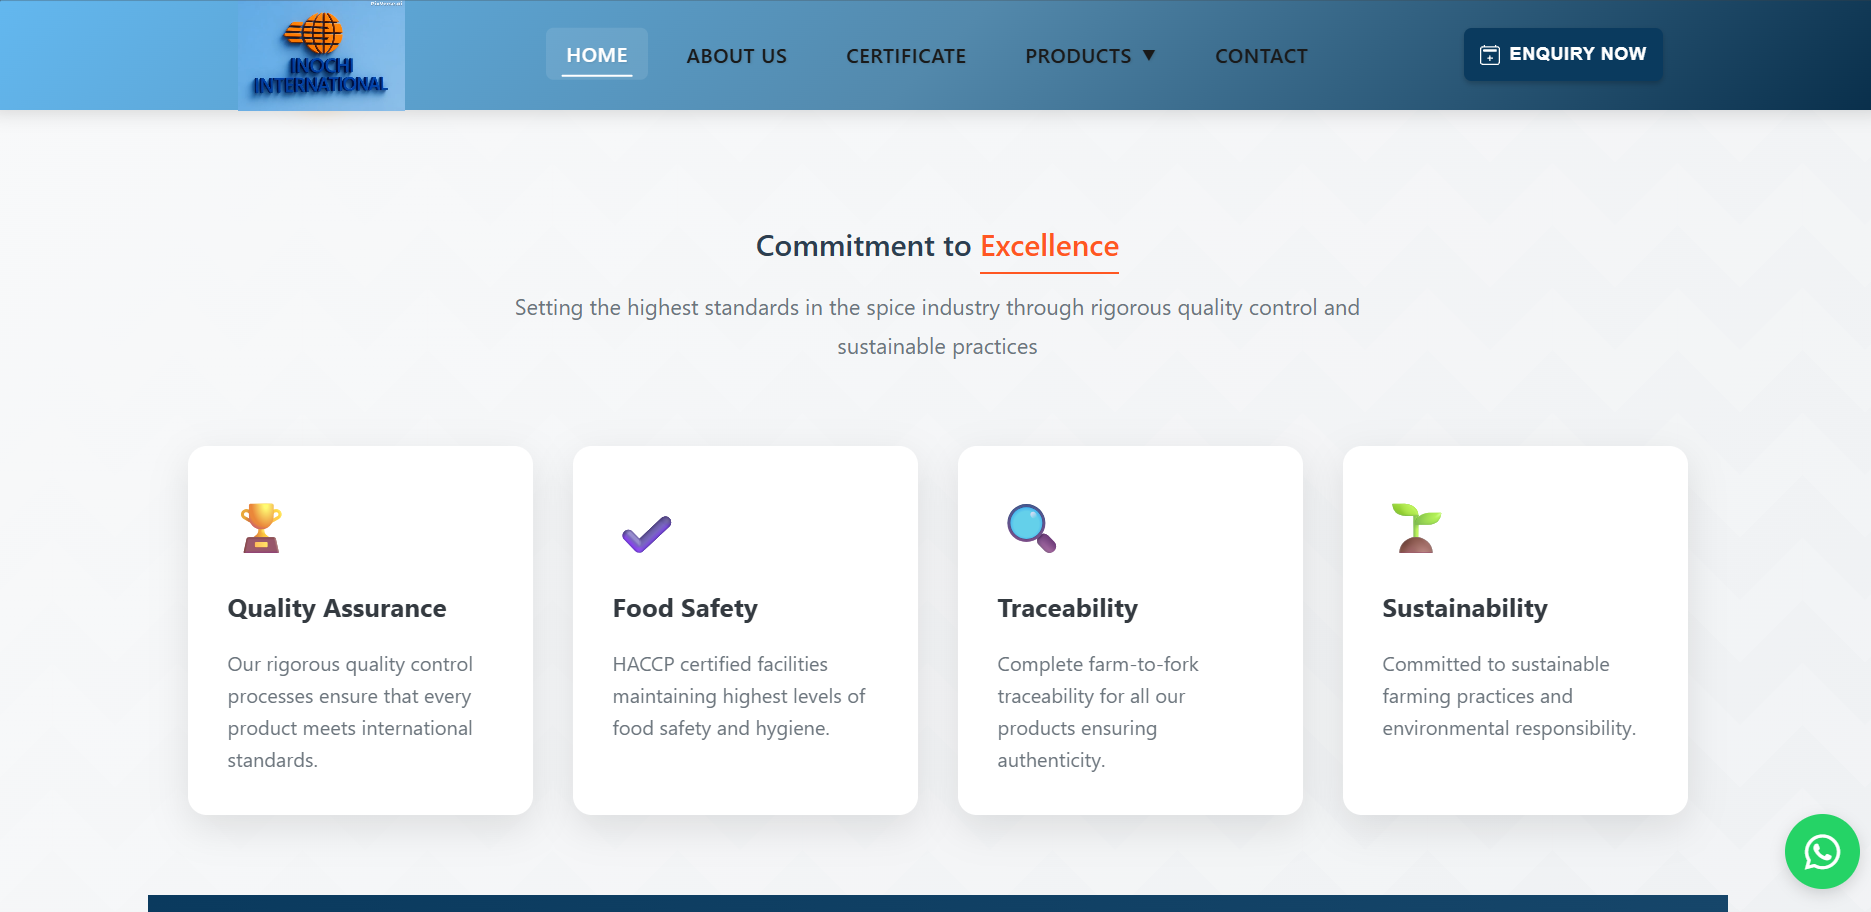 INOCHI
INTERNATIONAL
HOME
ABOUT US
CERTIFICATE
PRODUCTS ▼
CONTACT
ENQUIRY NOW
Commitment to Excellence
Setting the highest standards in the spice industry through rigorous quality control and
sustainable practices
Quality Assurance
Our rigorous quality control
processes ensure that every
product meets international
standards.
Food Safety
HACCP certified facilities
maintaining highest levels of
food safety and hygiene.
Traceability
Complete farm-to-fork
traceability for all our
products ensuring
authenticity.
Sustainability
Committed to sustainable
farming practices and
environmental responsibility.